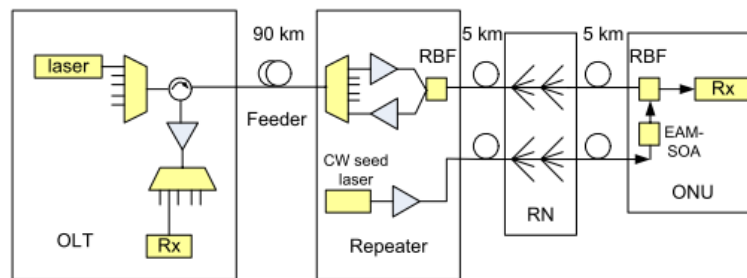 90 km
5 km
5 km
laser
RBF
RBF
Rx
Feeder
EAM-
SOA
CW seed
laser
RN
ONU
OLT
Rx
Repeater